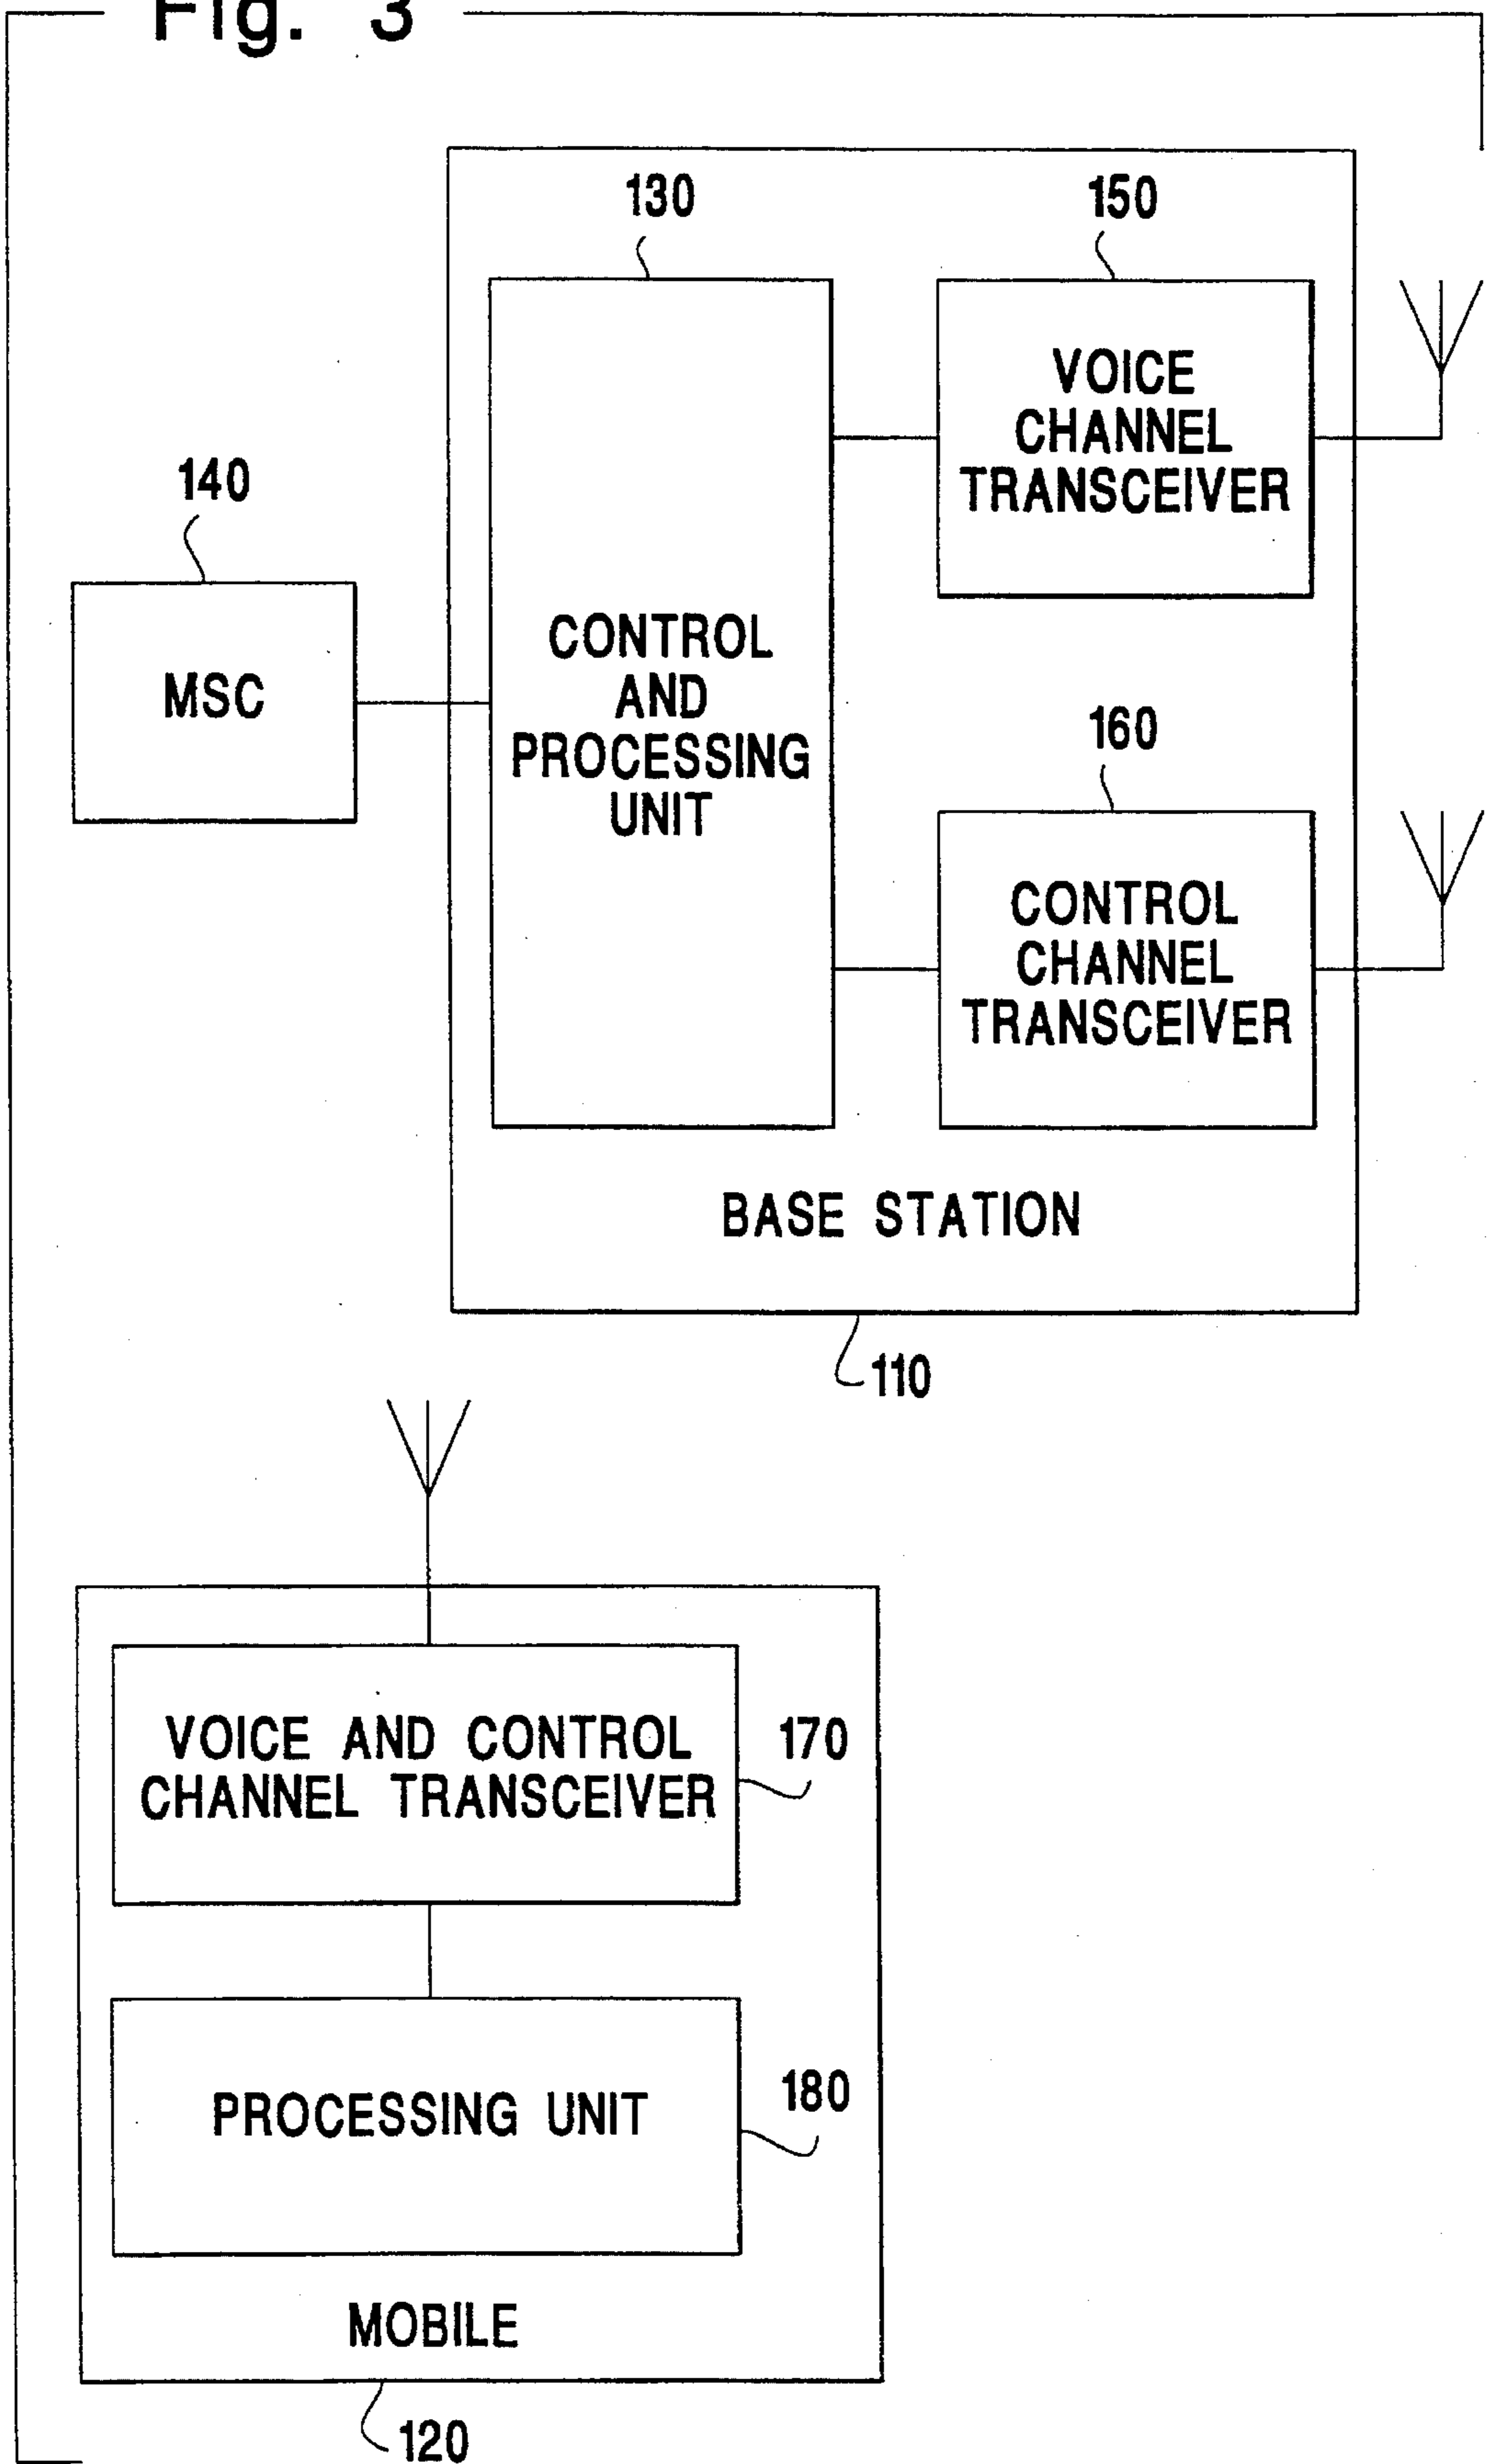 Fig. 3
130
150
VOICE
CHANNEL
TRANSCEIVER
140
MSC
CONTROL
AND
PROCESSING
UNIT
160
CONTROL
CHANNEL
TRANSCEIVER
BASE STATION
110
VOICE AND CONTROL
CHANNEL TRANSCEIVER
170
PROCESSING UNIT
180
MOBILE
120